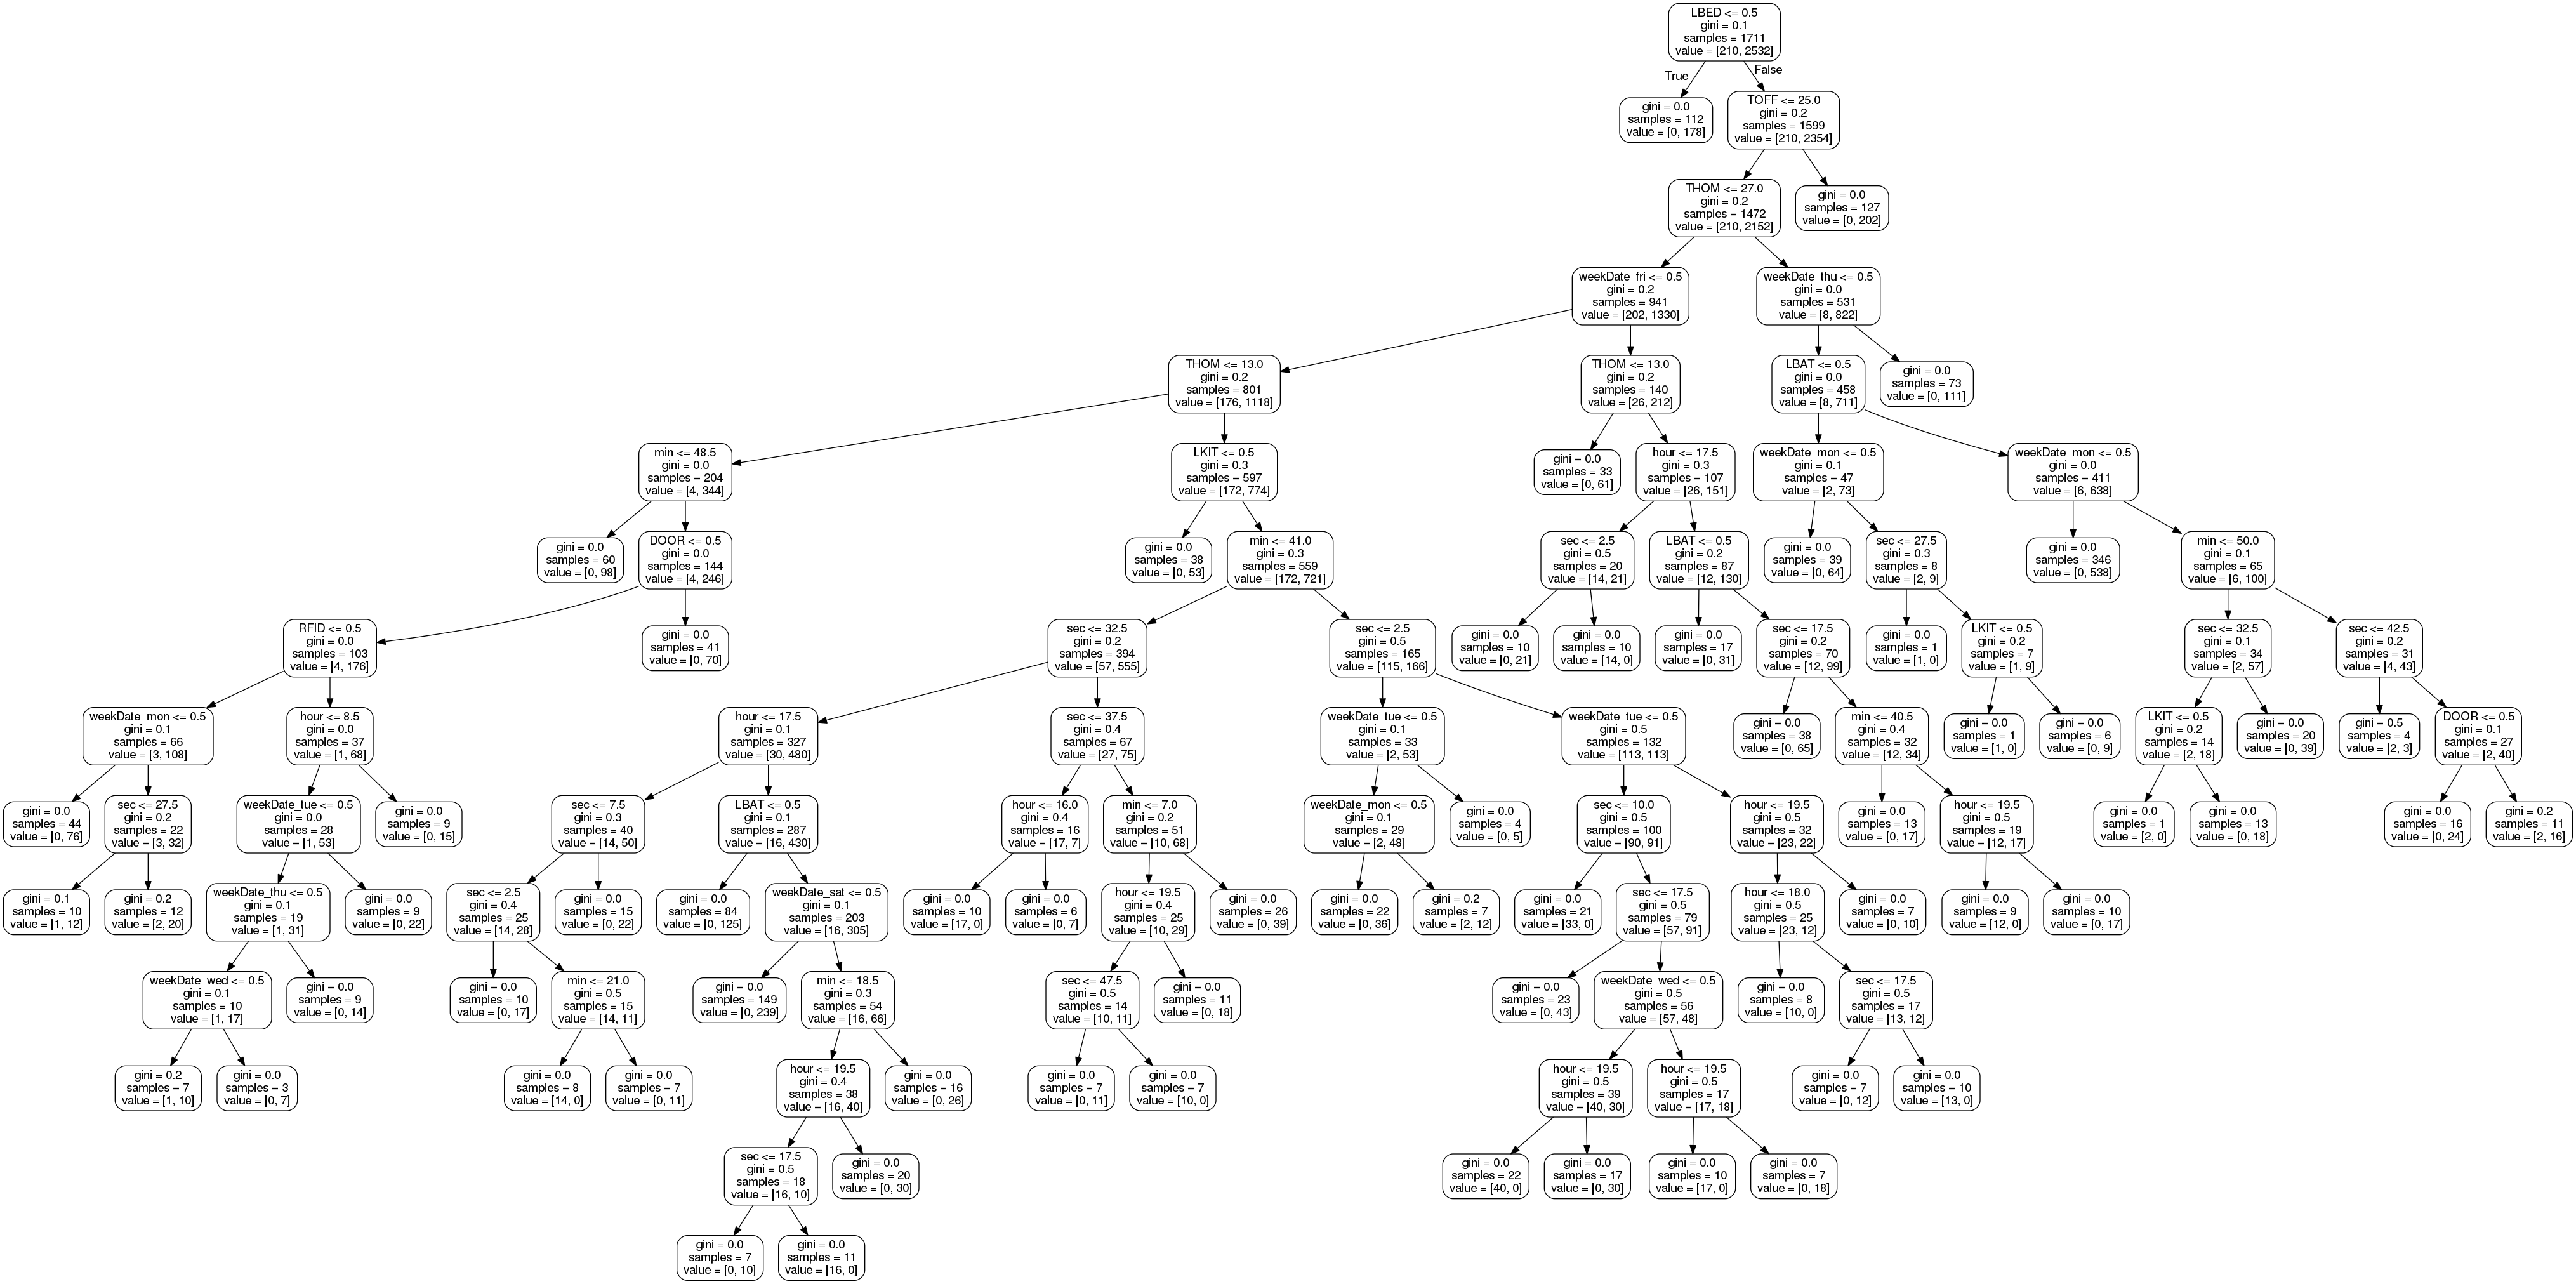 LBED <= 0.5
gini = 0.1
samples = 1711
value = [210, 2532]
True
False
gini = 0.0
samples = 112
value = [0, 178]
TOFF <= 25.0
gini = 0.2
samples = 1599
value = [210, 2354]
THOM <= 27.0
gini = 0.2
samples = 1472
value = [210, 2152]
gini = 0.0
samples = 127
value = [0, 202]
weekDate_fri <= 0.5
gini = 0.2
samples = 941
value = [202, 1330]
weekDate_thu <= 0.5
gini = 0.0
samples = 531
value = [8, 822]
THOM <= 13.0
gini = 0.2
samples = 801
value = [176, 1118]
THOM <= 13.0
gini = 0.2
samples = 140
value = [26, 212]
LBAT <= 0.5
gini = 0.0
samples = 458
value = [8, 711]
gini = 0.0
samples = 73
value = [0, 111]
min <= 48.5
gini = 0.0
samples = 204
value = [4, 344]
LKIT <= 0.5
gini = 0.3
samples = 597
value = [172, 774]
gini = 0.0
samples = 33
value = [0, 61]
hour <= 17.5
gini = 0.3
samples = 107
value = [26, 151]
weekDate_mon <= 0.5
gini = 0.1
samples = 47
value = [2, 73]
weekDate_mon <= 0.5
gini = 0.0
samples = 411
value = [6, 638]
gini = 0.0
samples = 60
value = [0, 98]
DOOR <= 0.5
gini = 0.0
samples = 144
value = [4, 246]
gini = 0.0
samples = 38
value = [0, 53]
min <= 41.0
gini = 0.3
samples = 559
value = [172, 721]
sec <= 2.5
gini = 0.5
samples = 20
value = [14, 21]
LBAT <= 0.5
gini = 0.2
samples = 87
value = [12, 130]
gini = 0.0
samples = 39
value = [0, 64]
sec <= 27.5
gini = 0.3
samples = 8
value = [2, 9]
gini = 0.0
samples = 346
value = [0, 538]
min <= 50.0
gini = 0.1
samples = 65
value = [6, 100]
RFID <= 0.5
gini = 0.0
samples = 103
value = [4, 176]
gini = 0.0
samples = 41
value = [0, 70]
sec <= 32.5
gini = 0.2
samples = 394
value = [57, 555]
sec <= 2.5
gini = 0.5
samples = 165
value = [115, 166]
gini = 0.0
samples = 10
value = [0, 21]
gini = 0.0
samples = 10
value = [14, 0]
gini = 0.0
samples = 17
value = [0, 31]
sec <= 17.5
gini = 0.2
samples = 70
value = [12, 99]
gini = 0.0
samples = 1
value = [1, 0]
LKIT <= 0.5
gini = 0.2
samples = 7
value = [1, 9]
sec <= 32.5
gini = 0.1
samples = 34
value = [2, 57]
sec <= 42.5
gini = 0.2
samples = 31
value = [4, 43]
weekDate_mon <= 0.5
gini = 0.1
samples = 66
value = [3, 108]
hour <= 8.5
gini = 0.0
samples = 37
value = [1, 68]
hour <= 17.5
gini = 0.1
samples = 327
value = [30, 480]
sec <= 37.5
gini = 0.4
samples = 67
value = [27, 75]
weekDate_tue <= 0.5
gini = 0.1
samples = 33
value = [2, 53]
weekDate_tue <= 0.5
gini = 0.5
samples = 132
value = [113, 113]
gini = 0.0
samples = 38
value = [0, 65]
min <= 40.5
gini = 0.4
samples = 32
value = [12, 34]
gini = 0.0
samples = 1
value = [1, 0]
gini = 0.0
samples = 6
value = [0, 9]
LKIT <= 0.5
gini = 0.2
samples = 14
value = [2, 18]
gini = 0.0
samples = 20
value = [0, 39]
gini = 0.5
samples = 4
value = [2, 3]
DOOR <= 0.5
gini = 0.1
samples = 27
value = [2, 40]
gini = 0.0
samples = 44
value = [0, 76]
sec <= 27.5
gini = 0.2
samples = 22
value = [3, 32]
weekDate_tue <= 0.5
gini = 0.0
samples = 28
value = [1, 53]
gini = 0.0
samples = 9
value = [0, 15]
sec <= 7.5
gini = 0.3
samples = 40
value = [14, 50]
LBAT <= 0.5
gini = 0.1
samples = 287
value = [16, 430]
hour <= 16.0
gini = 0.4
samples = 16
value = [17, 7]
min <= 7.0
gini = 0.2
samples = 51
value = [10, 68]
weekDate_mon <= 0.5
gini = 0.1
samples = 29
value = [2, 48]
gini = 0.0
samples = 4
value = [0, 5]
sec <= 10.0
gini = 0.5
samples = 100
value = [90, 91]
hour <= 19.5
gini = 0.5
samples = 32
value = [23, 22]
gini = 0.0
samples = 13
value = [0, 17]
hour <= 19.5
gini = 0.5
samples = 19
value = [12, 17]
gini = 0.0
samples = 1
value = [2, 0]
gini = 0.0
samples = 13
value = [0, 18]
gini = 0.0
samples = 16
value = [0, 24]
gini = 0.2
samples = 11
value = [2, 16]
gini = 0.1
samples = 10
value = [1, 12]
gini = 0.2
samples = 12
value = [2, 20]
weekDate_thu <= 0.5
gini = 0.1
samples = 19
value = [1, 31]
gini = 0.0
samples = 9
value = [0, 22]
sec <= 2.5
gini = 0.4
samples = 25
value = [14, 28]
gini = 0.0
samples = 15
value = [0, 22]
gini = 0.0
samples = 84
value = [0, 125]
weekDate_sat <= 0.5
gini = 0.1
samples = 203
value = [16, 305]
gini = 0.0
samples = 10
value = [17, 0]
gini = 0.0
samples = 6
value = [0, 7]
hour <= 19.5
gini = 0.4
samples = 25
value = [10, 29]
gini = 0.0
samples = 26
value = [0, 39]
gini = 0.0
samples = 22
value = [0, 36]
gini = 0.2
samples = 7
value = [2, 12]
gini = 0.0
samples = 21
value = [33, 0]
sec <= 17.5
gini = 0.5
samples = 79
value = [57, 91]
hour <= 18.0
gini = 0.5
samples = 25
value = [23, 12]
gini = 0.0
samples = 7
value = [0, 10]
gini = 0.0
samples = 9
value = [12, 0]
gini = 0.0
samples = 10
value = [0, 17]
weekDate_wed <= 0.5
gini = 0.1
samples = 10
value = [1, 17]
gini = 0.0
samples = 9
value = [0, 14]
gini = 0.0
samples = 10
value = [0, 17]
min <= 21.0
gini = 0.5
samples = 15
value = [14, 11]
gini = 0.0
samples = 149
value = [0, 239]
min <= 18.5
gini = 0.3
samples = 54
value = [16, 66]
sec <= 47.5
gini = 0.5
samples = 14
value = [10, 11]
gini = 0.0
samples = 11
value = [0, 18]
gini = 0.0
samples = 23
value = [0, 43]
weekDate_wed <= 0.5
gini = 0.5
samples = 56
value = [57, 48]
gini = 0.0
samples = 8
value = [10, 0]
sec <= 17.5
gini = 0.5
samples = 17
value = [13, 12]
gini = 0.2
samples = 7
value = [1, 10]
gini = 0.0
samples = 3
value = [0, 7]
gini = 0.0
samples = 8
value = [14, 0]
gini = 0.0
samples = 7
value = [0, 11]
hour <= 19.5
gini = 0.4
samples = 38
value = [16, 40]
gini = 0.0
samples = 16
value = [0, 26]
gini = 0.0
samples = 7
value = [0, 11]
gini = 0.0
samples = 7
value = [10, 0]
hour <= 19.5
gini = 0.5
samples = 39
value = [40, 30]
hour <= 19.5
gini = 0.5
samples = 17
value = [17, 18]
gini = 0.0
samples = 7
value = [0, 12]
gini = 0.0
samples = 10
value = [13, 0]
sec <= 17.5
gini = 0.5
samples = 18
value = [16, 10]
gini = 0.0
samples = 20
value = [0, 30]
gini = 0.0
samples = 22
value = [40, 0]
gini = 0.0
samples = 17
value = [0, 30]
gini = 0.0
samples = 10
value = [17, 0]
gini = 0.0
samples = 7
value = [0, 18]
gini = 0.0
samples = 7
value = [0, 10]
gini = 0.0
samples = 11
value = [16, 0]